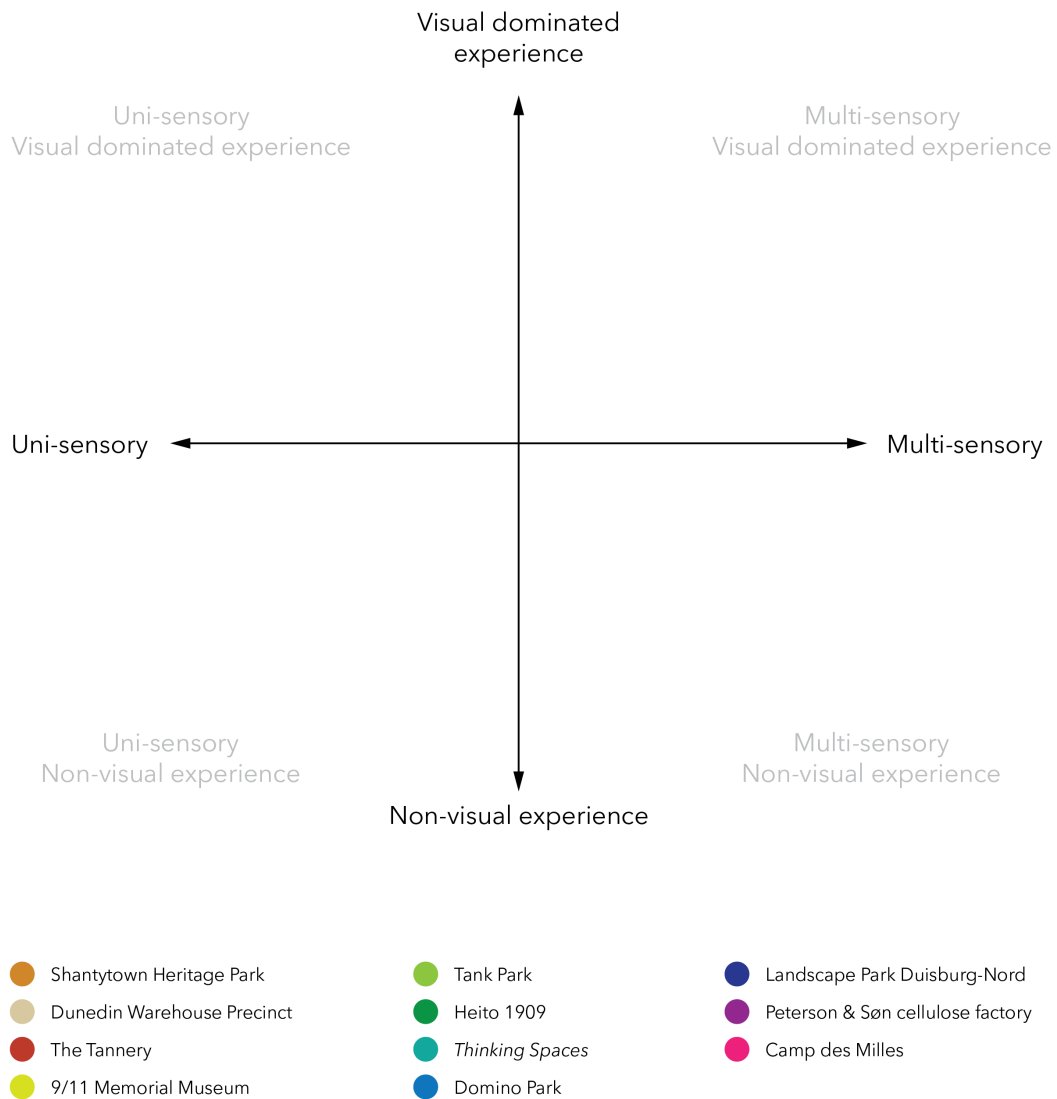 Visual dominated
experience
Uni-sensory
Visual dominated experience
Multi-sensory
Visual dominated experience
Uni-sensory
Multi-sensory
Uni-sensory
Non-visual experience
Multi-sensory
Non-visual experience
Non-visual experience
Shantytown Heritage Park
Dunedin Warehouse Precinct
The Tannery
9/11 Memorial Museum
Tank Park
Heito 1909
Thinking Spaces
Domino Park
Landscape Park Duisburg-Nord
Peterson & Søn cellulose factory
Camp des Milles